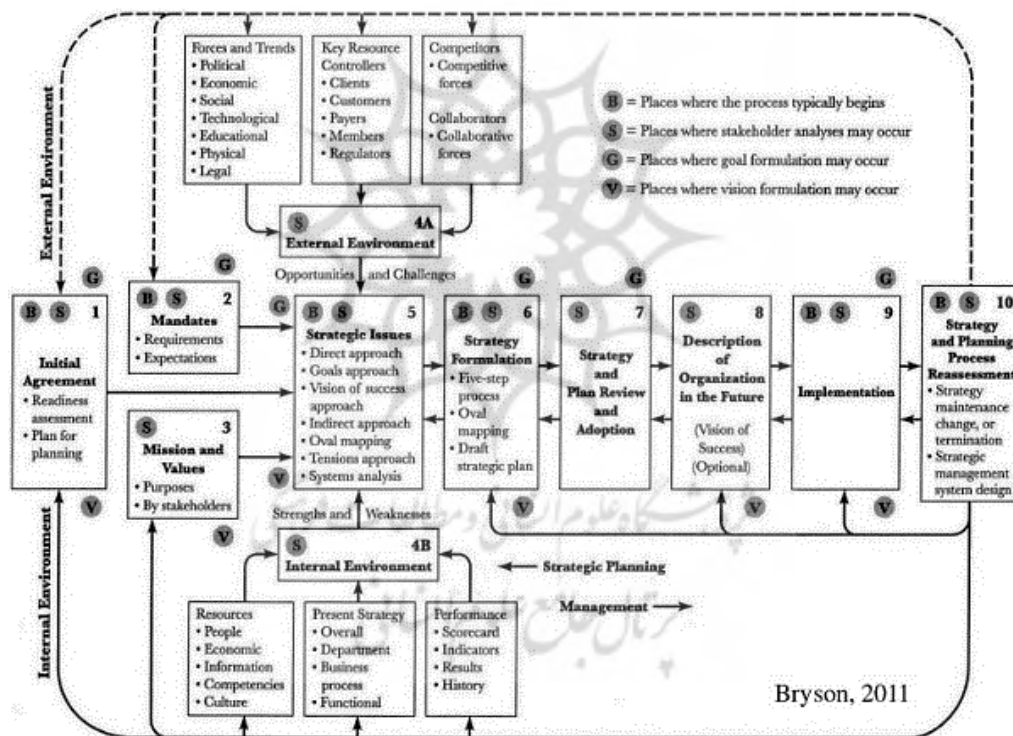 Forces and Trends
• Political
• Economic
• Social
• Technological
• Educational
• Physical
• Legal
Key Resource
Controllers
• Clients
• Customers
• Payers
• Members
• Regulators
Competitors
• Competitive
forces
Collaborators
• Collaborative
forces
B = Places where the process typically begins
S = Places where stakeholder analyses may occur
G = Places where goal formulation may occur
V = Places where vision formulation may occur
External Environment
S 4A
External Environment
Opportunities and Challenges
G
B S 1
Initial
Agreement
• Readiness
assessment
• Plan for
planning
V
G
B S 2
Mandates
• Requirements
• Expectations
S 3
Mission and
Values
• Purposes
• By stakeholders
V
G
B S 5
Strategic Issues
• Direct approach
• Goals approach
• Vision of success
approach
• Indirect approach
• Oval mapping
• Tensions approach
• Systems analysis
V
G
B S 6
Strategy
Formulation
• Five-step
process
• Oval
mapping
• Draft
strategic plan
V
G
S 7
Strategy
and
Plan Review
and
Adoption
S 8
Description
of
Organization
in the Future
(Vision of
Success)
(Optional)
V
G
B S 9
Implementation
V
B S 10
Strategy
and Planning
Process
Reassessment
• Strategy
maintenance
change, or
termination
• Strategic
management
system design
Strengths and Weaknesses
S 4B
Internal Environment
Internal Environment
Strategic Planning
Management
Resources
• People
• Economic
• Information
• Competencies
• Culture
Present Strategy
• Overall
• Department
• Business
process
• Functional
Performance
• Scorecard
• Indicators
• Results
• History
پژوهشگاه علوم انسانی و مطالعات فرهنگی
پرتال جامع علوم انسانی
Bryson, 2011